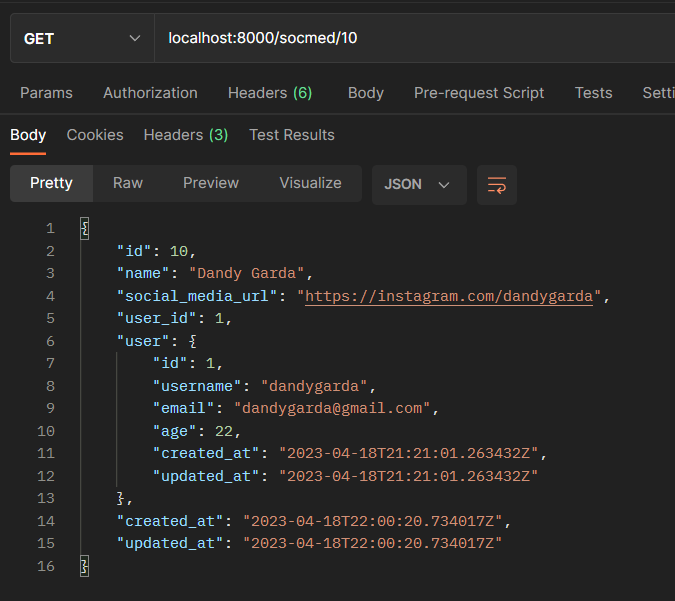 GET localhost:8000/socmed/10
Params Authorization Headers (6) Body Pre-request Script Tests Setti
Body Cookies Headers (3) Test Results
Pretty Raw Preview Visualize JSON
1 {
2 "id": 10,
3 "name": "Dandy Garda",
4 "social_media_url": "https://instagram.com/dandygarda",
5 "user_id": 1,
6 "user": {
7 "id": 1,
8 "username": "dandygarda",
9 "email": "dandygarda@gmail.com",
10 "age": 22,
11 "created_at": "2023-04-18T21:21:01.263432Z",
12 "updated_at": "2023-04-18T21:21:01.263432Z"
13 },
14 "created_at": "2023-04-18T22:00:20.734017Z",
15 "updated_at": "2023-04-18T22:00:20.734017Z"
16 }